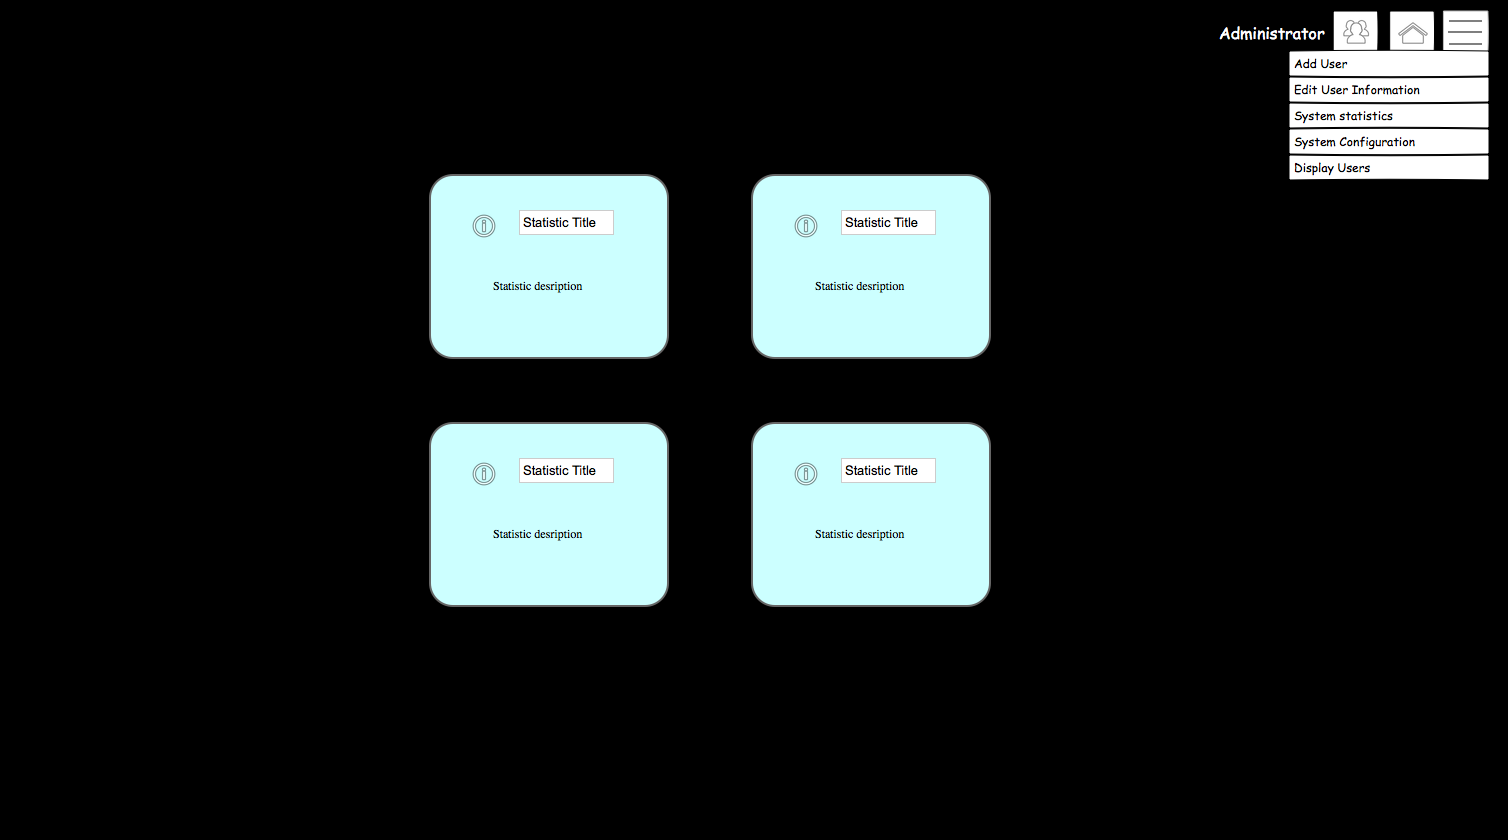 Administrator
Add User
Edit User Information
System statistics
System Configuration
Display Users
Statistic Title
Statistic desription
Statistic Title
Statistic desription
Statistic Title
Statistic desription
Statistic Title
Statistic desription